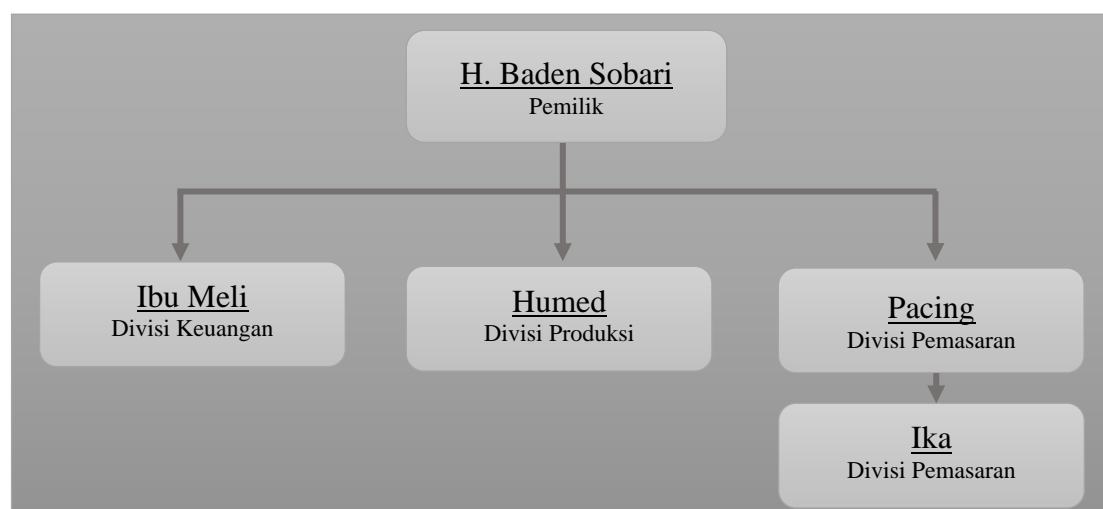 H. Baden Sobari
Pemilik
Ibu Meli
Divisi Keuangan
Humed
Divisi Produksi
Pacing
Divisi Pemasaran
Ika
Divisi Pemasaran